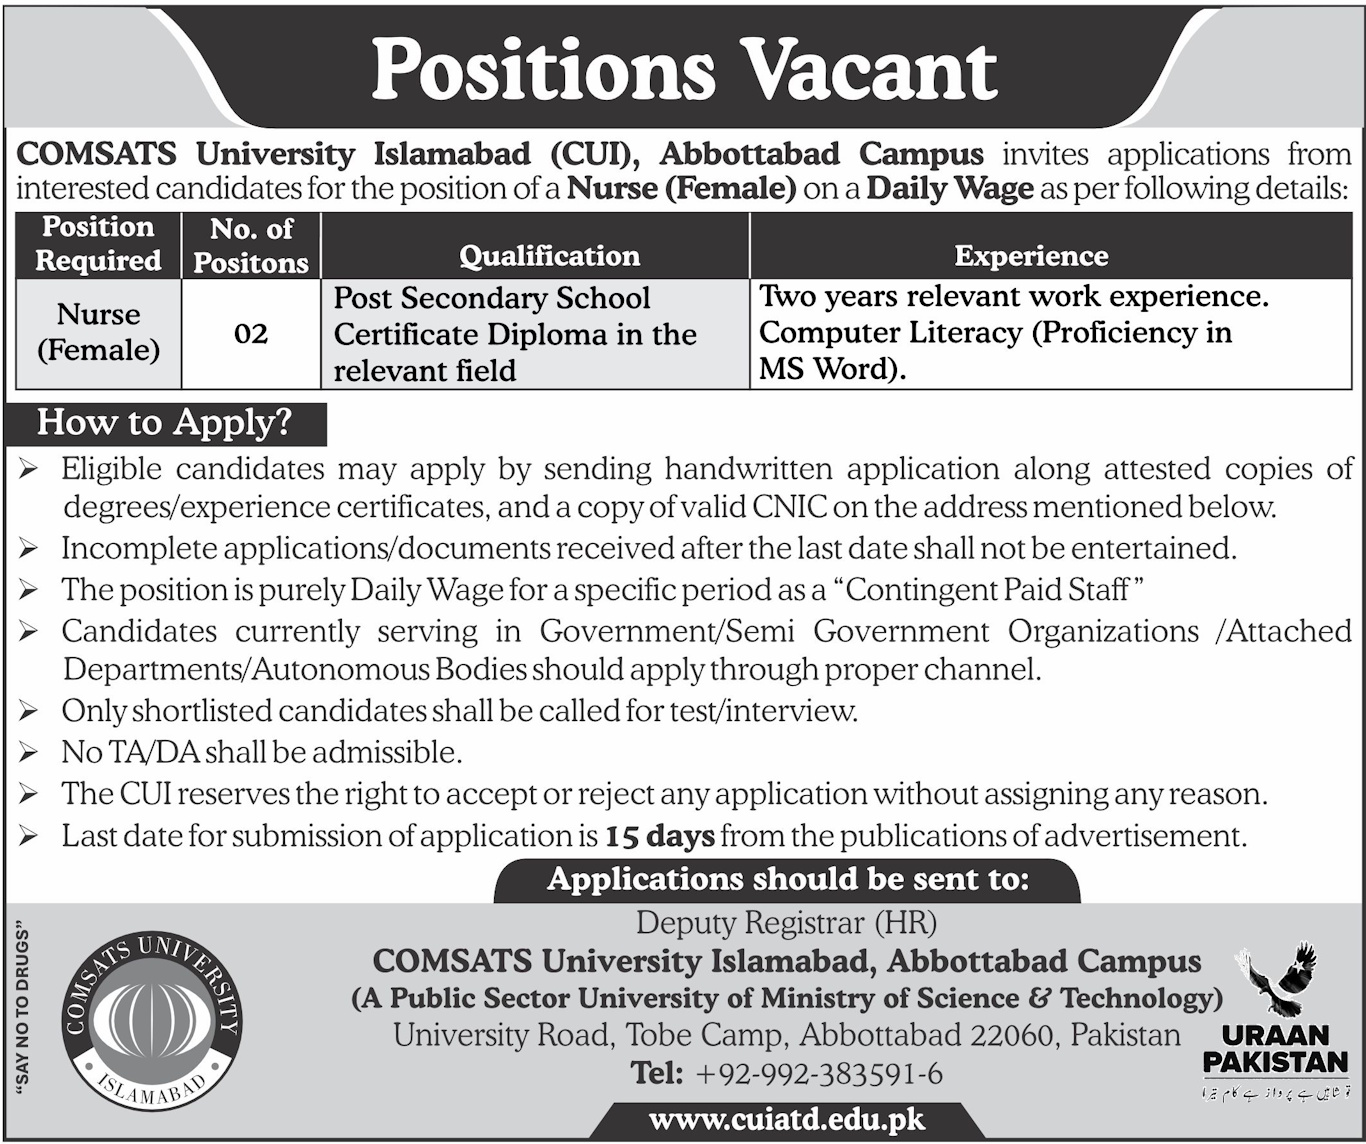 Positions Vacant
COMSATS University Islamabad (CUI), Abbottabad Campus invites applications from
interested candidates for the position of a Nurse (Female) on a Daily Wage as per following details:
Position
Required
No. of
Positons
Qualification
Experience
Nurse
(Female)
02
Post Secondary School
Certificate Diploma in the
relevant field
Two years relevant work experience.
Computer Literacy (Proficiency in
MS Word).
How to Apply?
➢ Eligible candidates may apply by sending handwritten application along attested copies of
degrees/experience certificates, and a copy of valid CNIC on the address mentioned below.
➢ Incomplete applications/documents received after the last date shall not be entertained.
➢ The position is purely Daily Wage for a specific period as a “Contingent Paid Staff”
➢ Candidates currently serving in Government/Semi Government Organizations /Attached
Departments/Autonomous Bodies should apply through proper channel.
➢ Only shortlisted candidates shall be called for test/interview.
➢ No TA/DA shall be admissible.
➢ The CUI reserves the right to accept or reject any application without assigning any reason.
➢ Last date for submission of application is 15 days from the publications of advertisement.
Applications should be sent to:
Deputy Registrar (HR)
COMSATS University Islamabad, Abbottabad Campus
(A Public Sector University of Ministry of Science & Technology)
University Road, Tobe Camp, Abbottabad 22060, Pakistan
Tel: +92-992-383591-6
www.cuiatd.edu.pk
“SAY NO TO DRUGS”
COMSATS UNIVERSITY
ISLAMABAD
URAAN
PAKISTAN
تو شاہیں ہے پرواز ہے کام تیرا